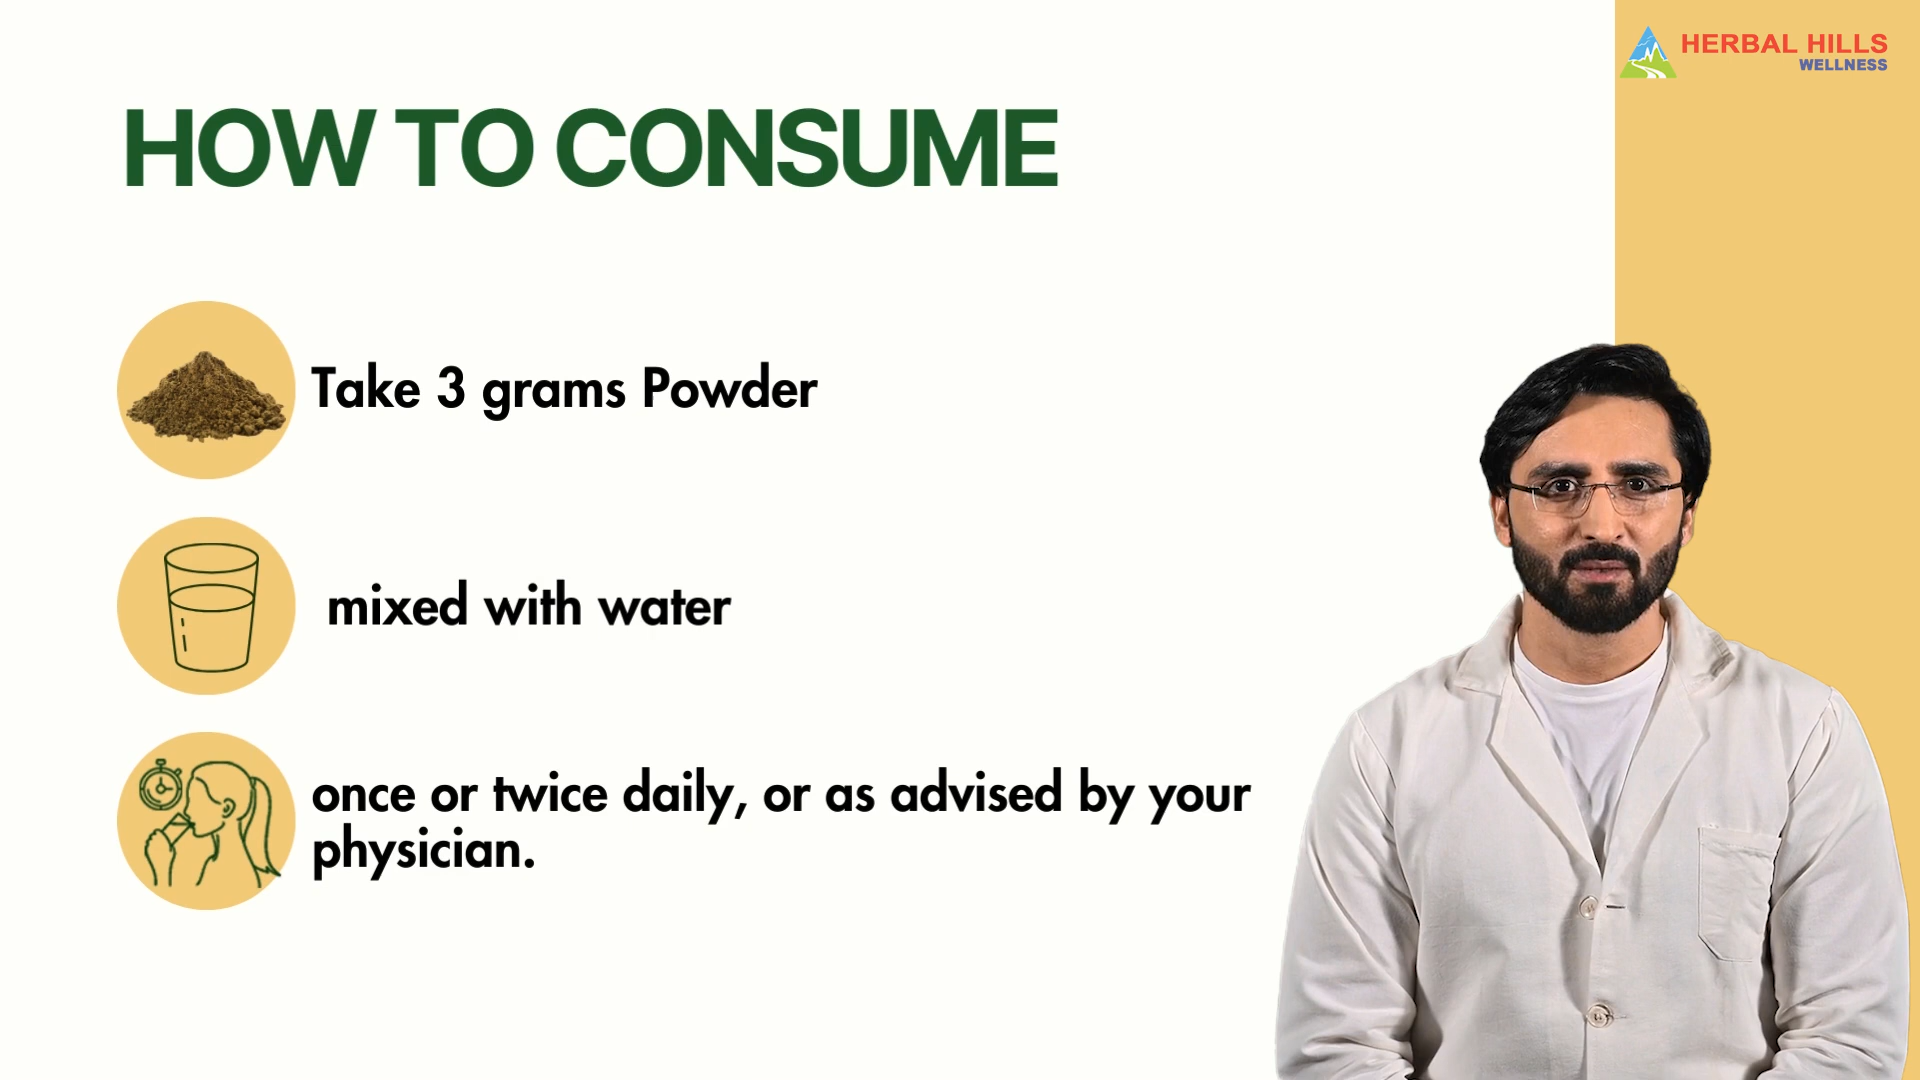 HERBAL HILLS
WELLNESS
HOW TO CONSUME
Take 3 grams Powder
mixed with water
once or twice daily, or as advised by your
physician.